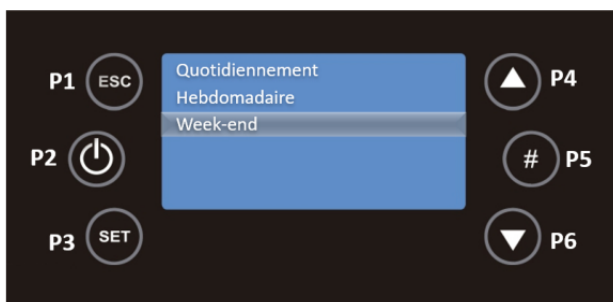 P1 ESC
P2
P3 SET
Quotidiennement
Hebdomadaire
Week-end
P4
# P5
P6